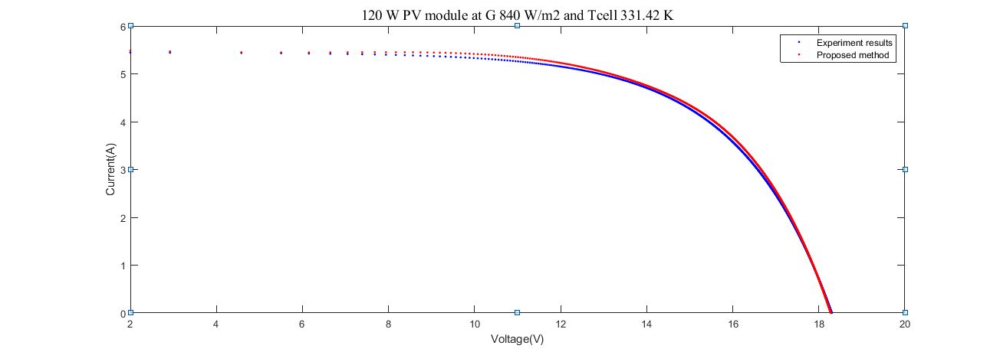 120 W PV module at G 840 W/m2 and Tcell 331.42 K
Experiment results
Proposed method
6
5
4
3
2
1
0
Current(A)
2 4 6 8 10 12 14 16 18 20
Voltage(V)